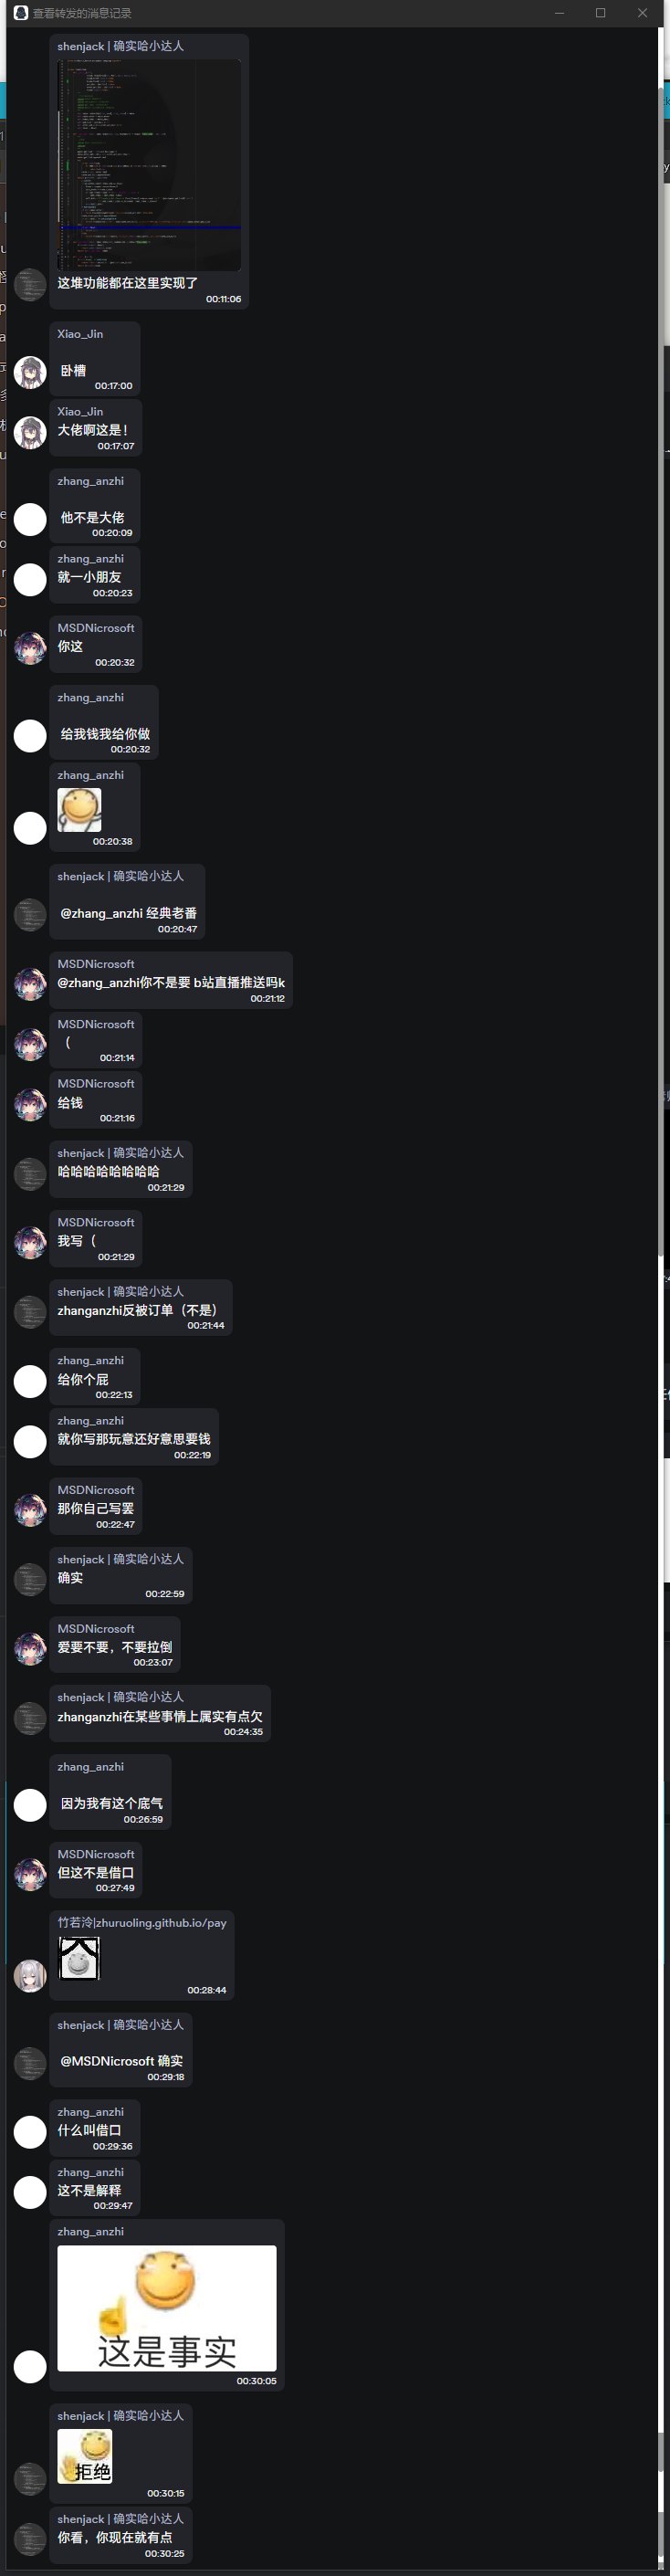 查看转发的消息记录
shenjack | 确实哈小达人
这堆功能都在这里实现了
00:11:06
Xiao_Jin
卧槽
00:17:00
Xiao_Jin
大佬啊这是！
00:17:07
zhang_anzhi
他不是大佬
00:20:09
zhang_anzhi
就一小朋友
00:20:23
MSDNicrosoft
你这
00:20:32
zhang_anzhi
给我钱我给你做
00:20:32
zhang_anzhi
00:20:38
shenjack | 确实哈小达人
@zhang_anzhi 经典老番
00:20:47
MSDNicrosoft
@zhang_anzhi你不是要 b站直播推送吗k
00:21:12
MSDNicrosoft
（
00:21:14
MSDNicrosoft
给钱
00:21:16
shenjack | 确实哈小达人
哈哈哈哈哈哈哈哈
00:21:29
MSDNicrosoft
我写（
00:21:29
shenjack | 确实哈小达人
zhanganzhi反被订单（不是）
00:21:44
zhang_anzhi
给你个屁
00:22:13
zhang_anzhi
就你写那玩意还好意思要钱
00:22:19
MSDNicrosoft
那你自己写罢
00:22:47
shenjack | 确实哈小达人
确实
00:22:59
MSDNicrosoft
爱要不要，不要拉倒
00:23:07
shenjack | 确实哈小达人
zhanganzhi在某些事情上属实有点欠
00:24:35
zhang_anzhi
因为我有这个底气
00:26:59
MSDNicrosoft
但这不是借口
00:27:49
竹若泠|zhuruoling.github.io/pay
00:28:44
shenjack | 确实哈小达人
@MSDNicrosoft 确实
00:29:18
zhang_anzhi
什么叫借口
00:29:36
zhang_anzhi
这不是解释
00:29:47
zhang_anzhi
这是事实
00:30:05
shenjack | 确实哈小达人
拒绝
00:30:15
shenjack | 确实哈小达人
你看，你现在就有点
00:30:25